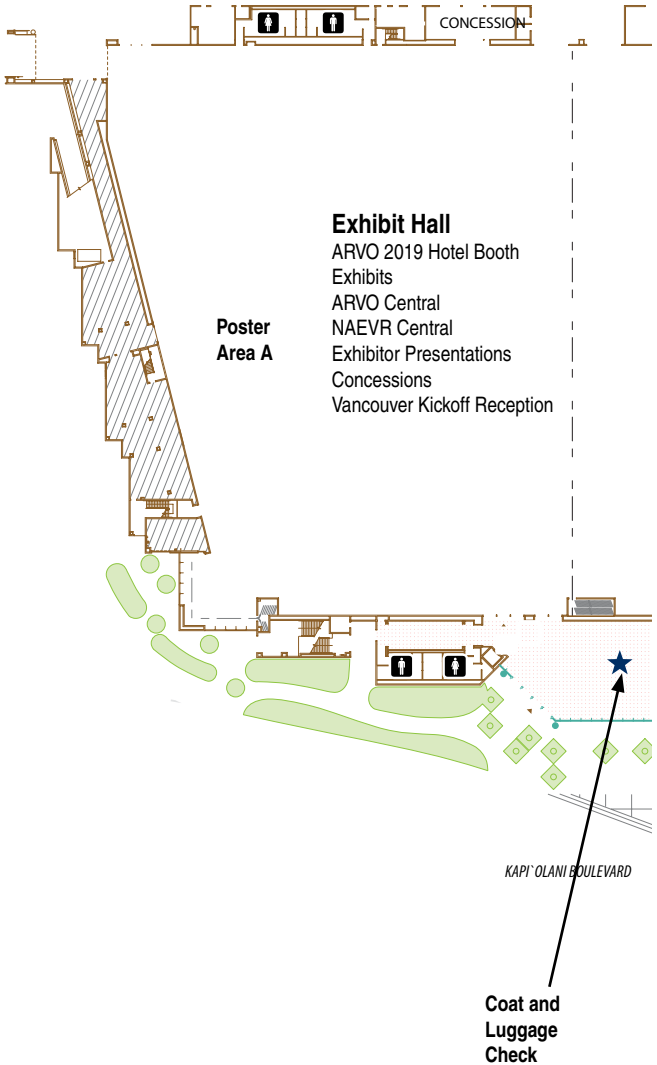 CONCESSION
Exhibit Hall
ARVO 2019 Hotel Booth
Exhibits
ARVO Central
NAEVR Central
Exhibitor Presentations
Concessions
Vancouver Kickoff Reception
Poster
Area A
KAPI`OLANI BOULEVARD
Coat and
Luggage
Check